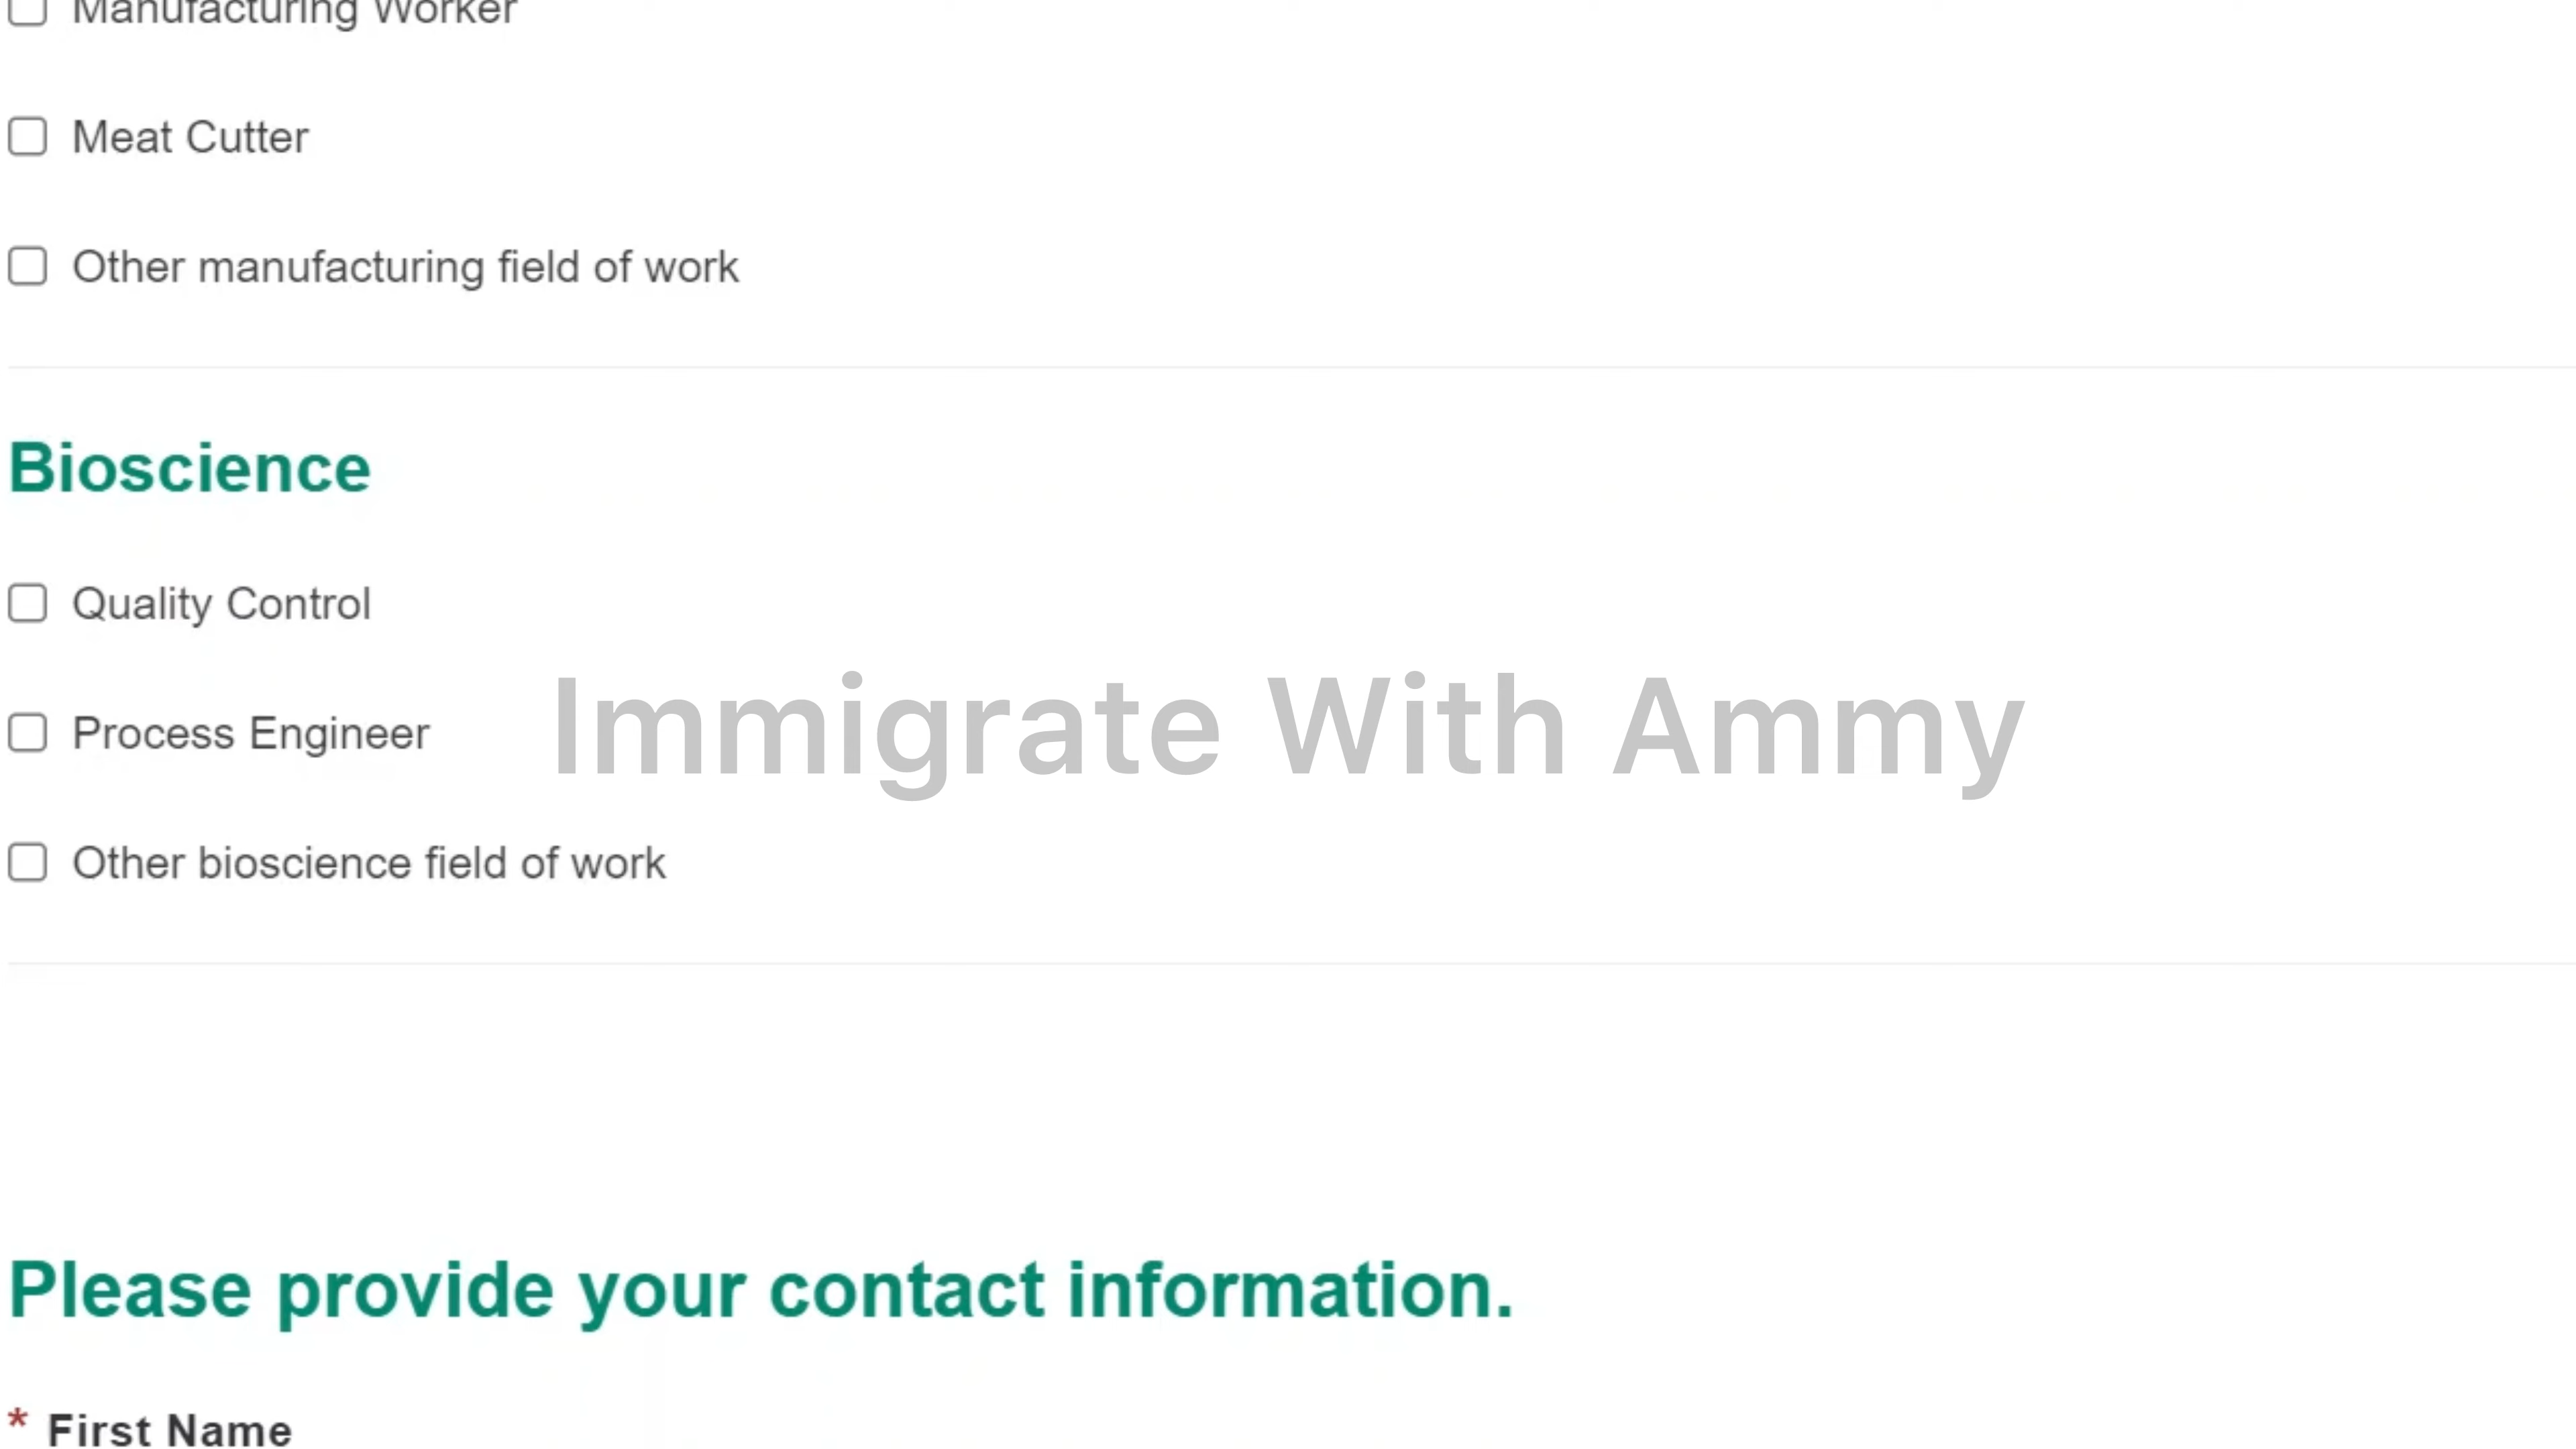 Manufacturing Worker
Meat Cutter
Other manufacturing field of work
Bioscience
Quality Control
Process Engineer
Immigrate With Ammy
Other bioscience field of work
Please provide your contact information.
* First Name